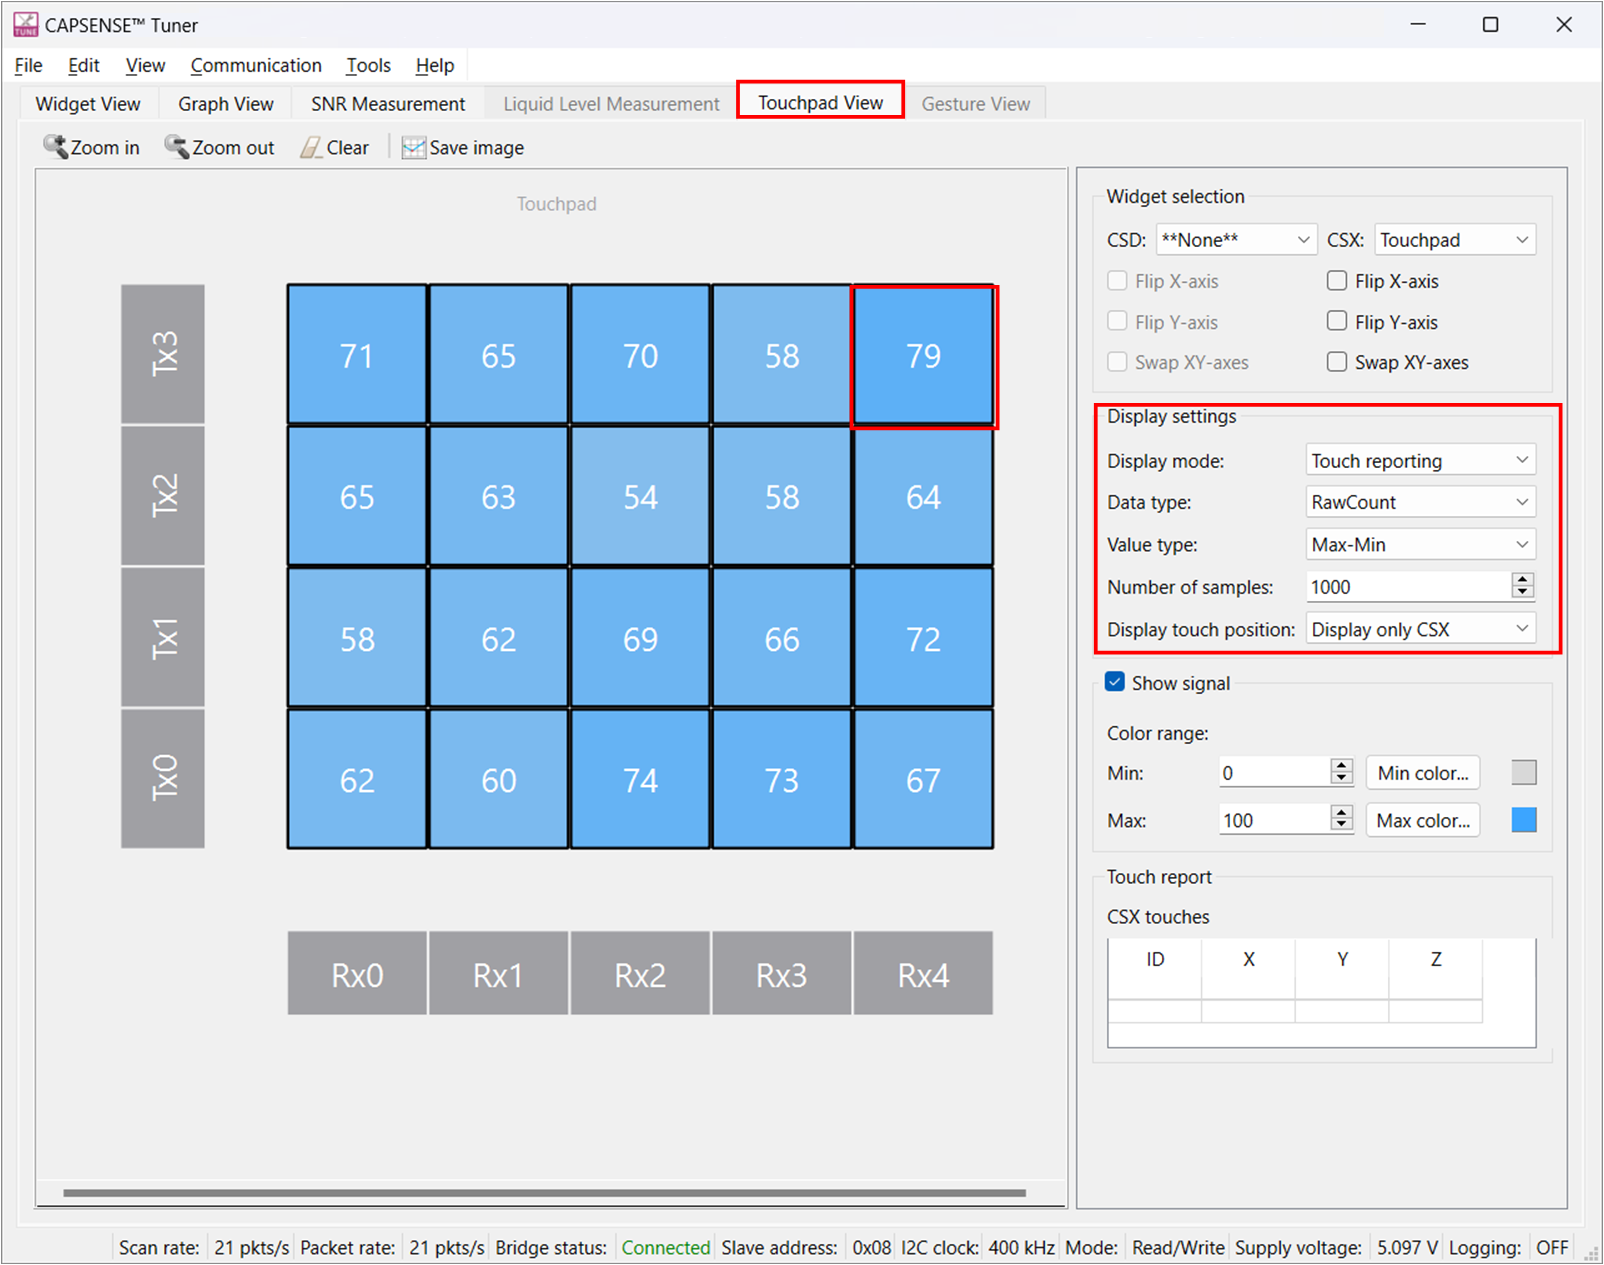 CAPSENSE™ Tuner
File Edit View Communication Tools Help
Widget View Graph View SNR Measurement Liquid Level Measurement Touchpad View Gesture View
Zoom in Zoom out Clear Save image
Touchpad
Tx3 71 65 70 58 79
Tx2 65 63 54 58 64
Tx1 58 62 69 66 72
Tx0 62 60 74 73 67
Rx0 Rx1 Rx2 Rx3 Rx4
Widget selection
CSD: **None** CSX: Touchpad
Flip X-axis Flip X-axis
Flip Y-axis Flip Y-axis
Swap XY-axes Swap XY-axes
Display settings
Display mode: Touch reporting
Data type: RawCount
Value type: Max-Min
Number of samples: 1000
Display touch position: Display only CSX
Show signal
Color range:
Min: 0 Min color...
Max: 100 Max color...
Touch report
CSX touches
ID X Y Z
Scan rate: 21 pkts/s Packet rate: 21 pkts/s Bridge status: Connected Slave address: 0x08 I2C clock: 400 kHz Mode: Read/Write Supply voltage: 5.097 V Logging: OFF